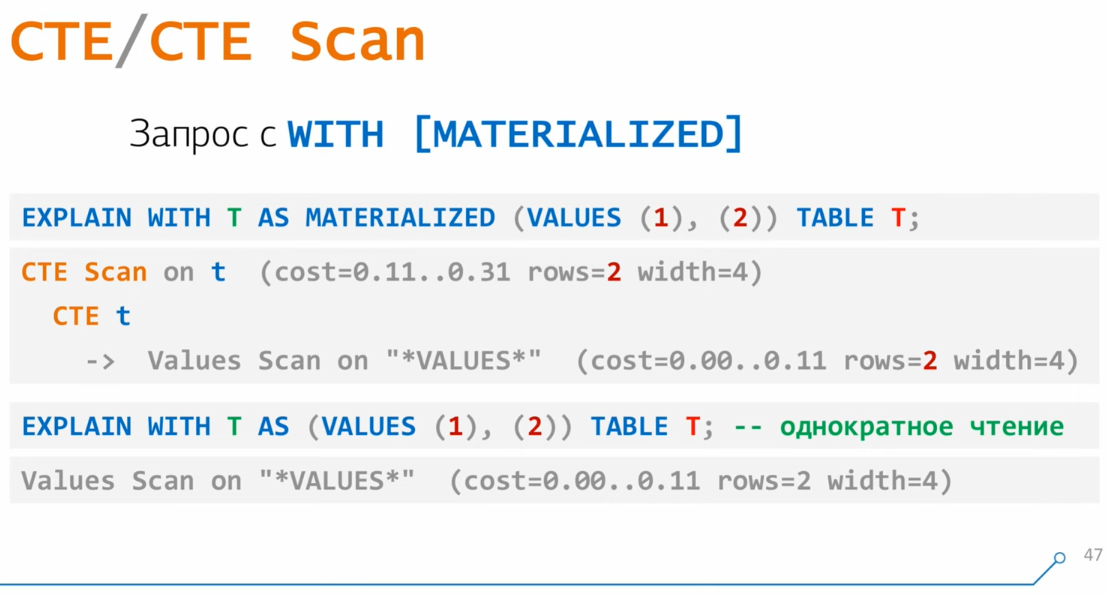 CTE/CTE Scan
Запрос с WITH [MATERIALIZED]
EXPLAIN WITH T AS MATERIALIZED (VALUES (1), (2)) TABLE T;
CTE Scan on t  (cost=0.11..0.31 rows=2 width=4)
  CTE t
    ->  Values Scan on "*VALUES*"  (cost=0.00..0.11 rows=2 width=4)
EXPLAIN WITH T AS (VALUES (1), (2)) TABLE T; -- однократное чтение
Values Scan on "*VALUES*"  (cost=0.00..0.11 rows=2 width=4)
47